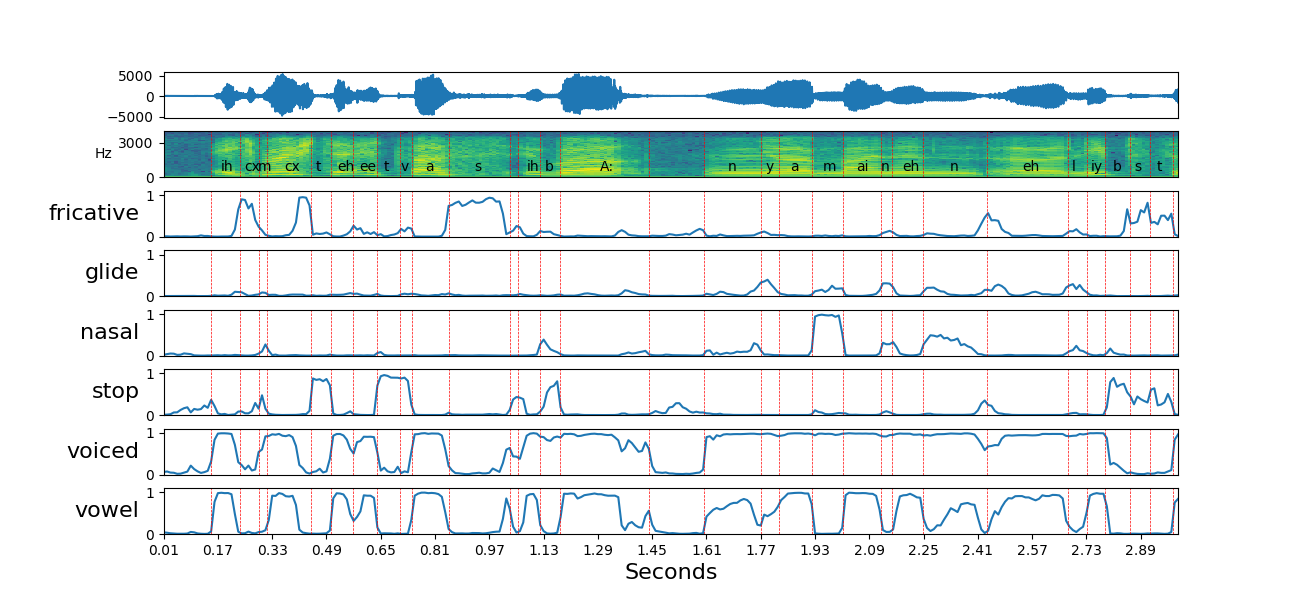 5000
0
−5000
Hz
3000
0
ih cx m cx t eh ee t v a s ih b A: n y a m ai n eh n eh l iy b s t
fricative
1
0
glide
1
0
nasal
1
0
stop
1
0
voiced
1
0
vowel
1
0
0.01 0.17 0.33 0.49 0.65 0.81 0.97 1.13 1.29 1.45 1.61 1.77 1.93 2.09 2.25 2.41 2.57 2.73 2.89
Seconds